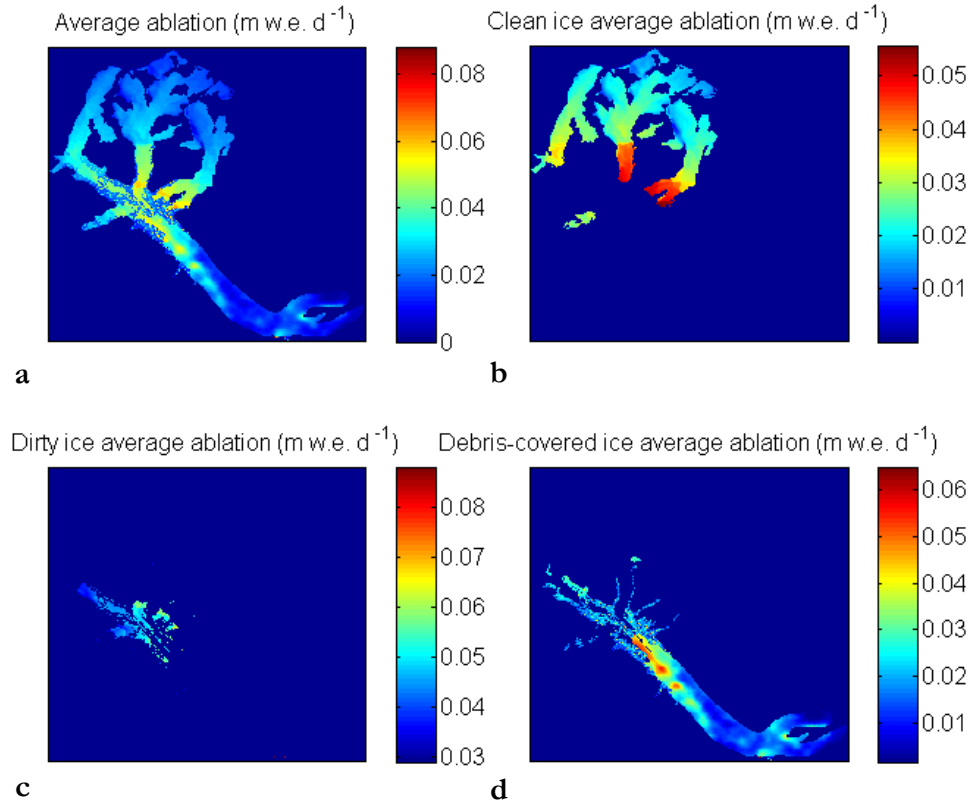 Average ablation (m w.e. d⁻¹)
0.08
0.06
0.04
0.02
0
a
Clean ice average ablation (m w.e. d⁻¹)
0.05
0.04
0.03
0.02
0.01
b
Dirty ice average ablation (m w.e. d⁻¹)
0.08
0.07
0.06
0.05
0.04
0.03
c
Debris-covered ice average ablation (m w.e. d⁻¹)
0.06
0.05
0.04
0.03
0.02
0.01
d